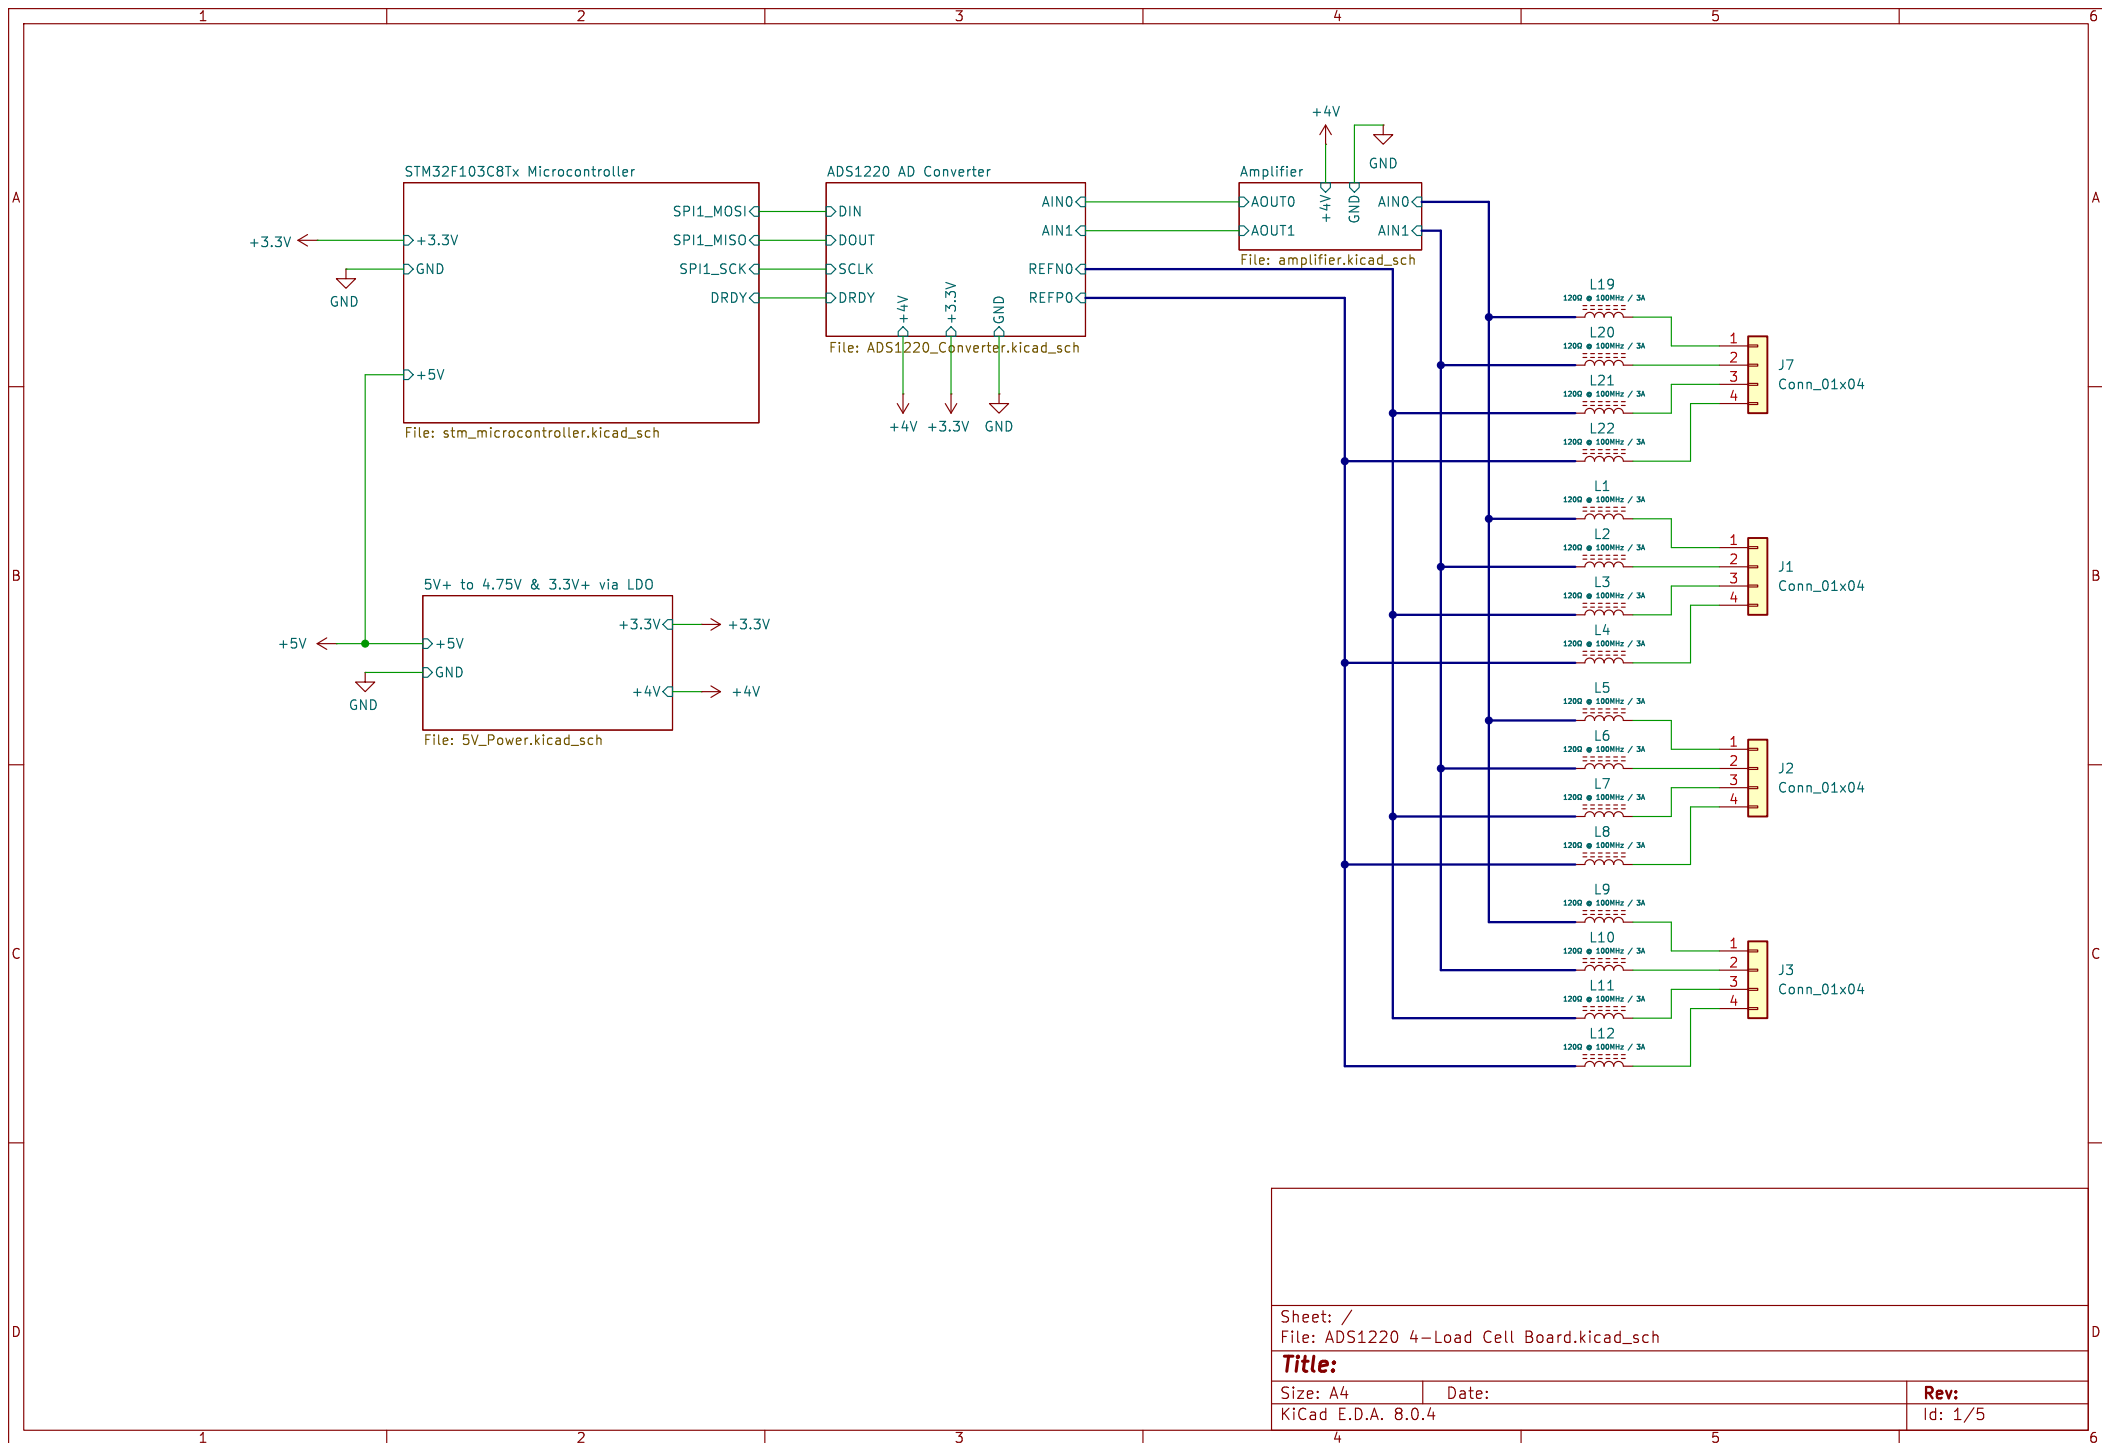 1 2 3 4 5 6
A
B
C
D
STM32F103C8Tx Microcontroller
+3.3V
GND
+3.3V
GND
+5V
SPI1_MOSI
SPI1_MISO
SPI1_SCK
DRDY
File: stm_microcontroller.kicad_sch
ADS1220 AD Converter
DIN
DOUT
SCLK
DRDY
AIN0
AIN1
REFN0
REFP0
+4V
+3.3V
GND
File: ADS1220_Converter.kicad_sch
+4V +3.3V GND
+4V
GND
Amplifier
AOUT0
AOUT1
+4V
GND
AIN0
AIN1
File: amplifier.kicad_sch
5V+ to 4.75V & 3.3V+ via LDO
+5V
GND
+5V
GND
+3.3V
+4V
+3.3V
+4V
File: 5V_Power.kicad_sch
L19
120Ω @ 100MHz / 3A
L20
120Ω @ 100MHz / 3A
L21
120Ω @ 100MHz / 3A
L22
120Ω @ 100MHz / 3A
1
2
3
4
J7
Conn_01x04
L1
120Ω @ 100MHz / 3A
L2
120Ω @ 100MHz / 3A
L3
120Ω @ 100MHz / 3A
L4
120Ω @ 100MHz / 3A
1
2
3
4
J1
Conn_01x04
L5
120Ω @ 100MHz / 3A
L6
120Ω @ 100MHz / 3A
L7
120Ω @ 100MHz / 3A
L8
120Ω @ 100MHz / 3A
1
2
3
4
J2
Conn_01x04
L9
120Ω @ 100MHz / 3A
L10
120Ω @ 100MHz / 3A
L11
120Ω @ 100MHz / 3A
L12
120Ω @ 100MHz / 3A
1
2
3
4
J3
Conn_01x04
A
B
C
D
Sheet: /
File: ADS1220 4-Load Cell Board.kicad_sch
Title:
Size: A4 Date: Rev:
KiCad E.D.A. 8.0.4 Id: 1/5
1 2 3 4 5 6